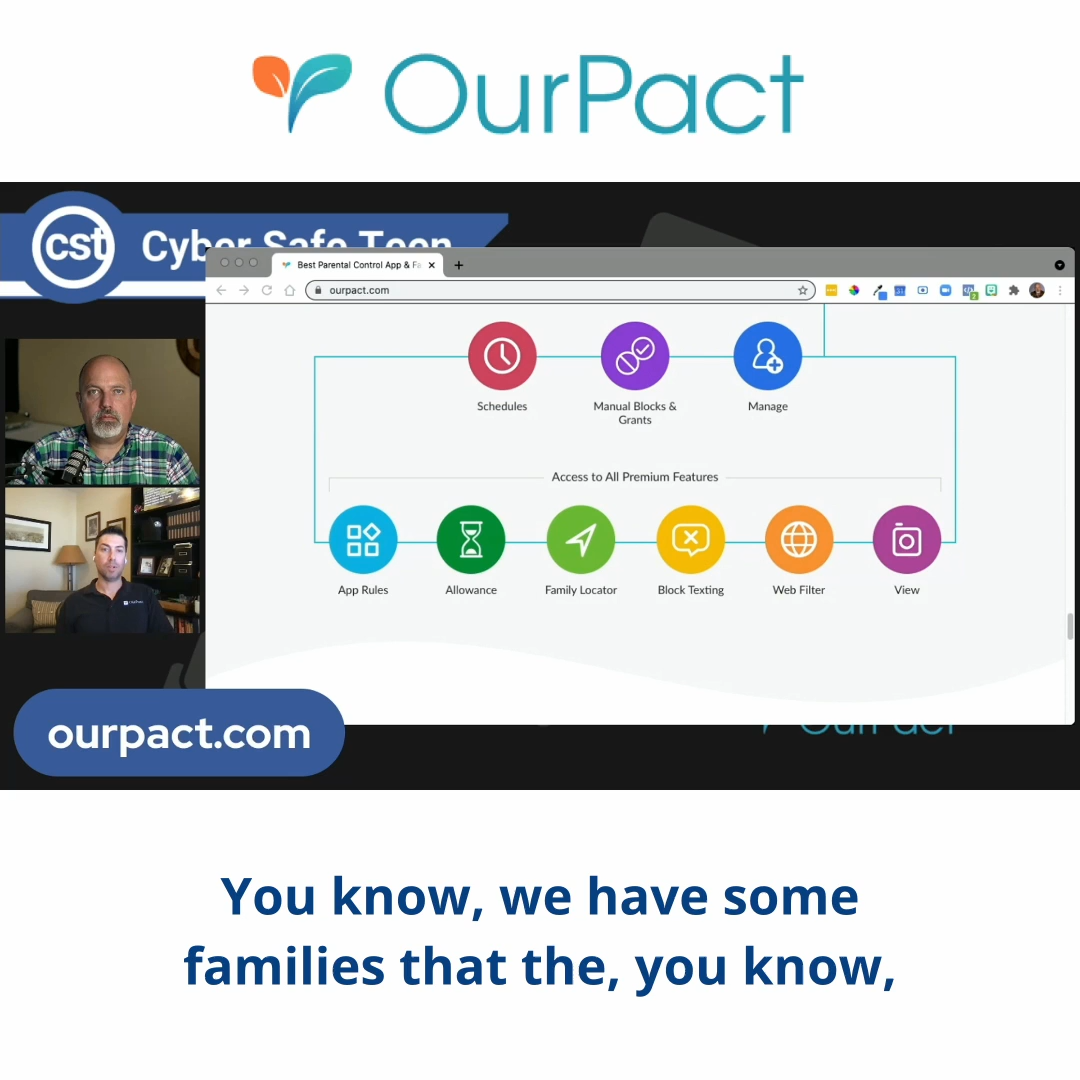 OurPact
cst Cyber Safe Teen
Best Parental Control App & Fa
ourpact.com
Schedules
Manual Blocks &
Grants
Manage
Access to All Premium Features
App Rules
Allowance
Family Locator
Block Texting
Web Filter
View
ourpact.com
OurPact
You know, we have some
families that the, you know,